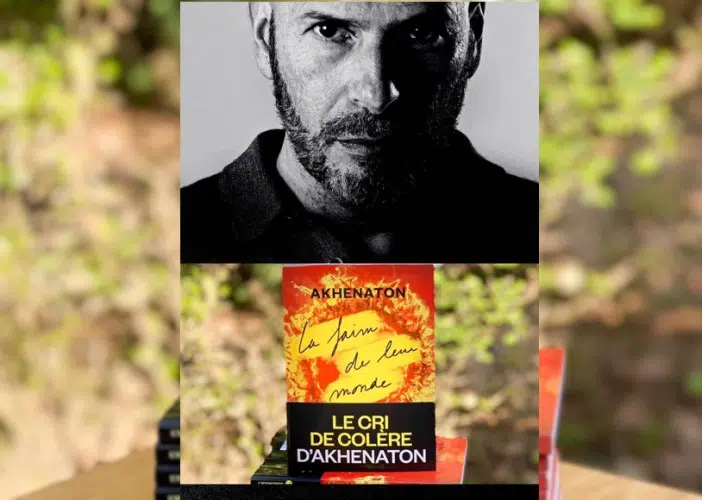 AKHENATON
La faim
de leur
monde
LE CRI
DE COLÈRE
D'AKHENATON